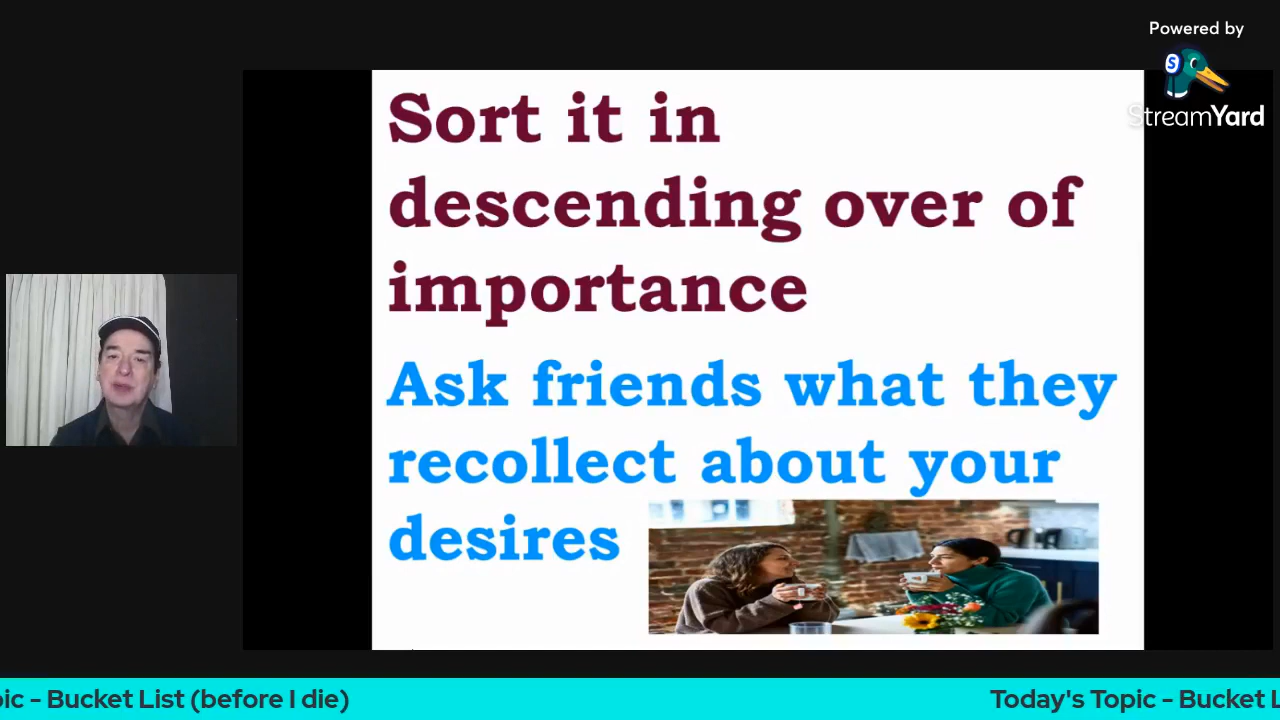 Powered by
StreamYard
Sort it in
descending over of
importance
Ask friends what they
recollect about your
desires
pic - Bucket List (before I die)
Today's Topic - Bucket L